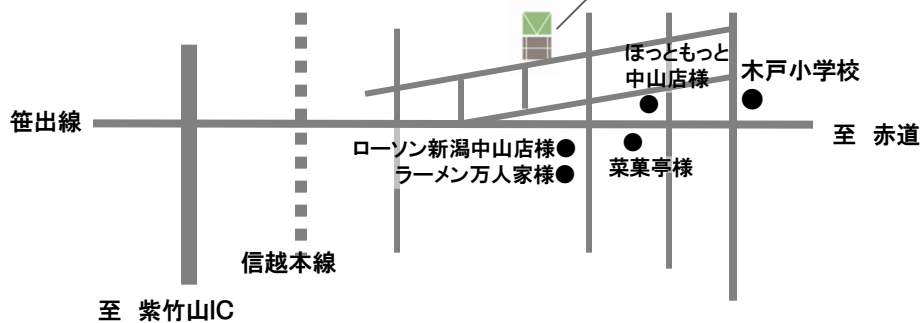 ほっともっと
中山店様
木戸小学校
笹出線
至 赤道
ローソン新潟中山店様
ラーメン万人家様
菜菓亭様
信越本線
至 紫竹山IC